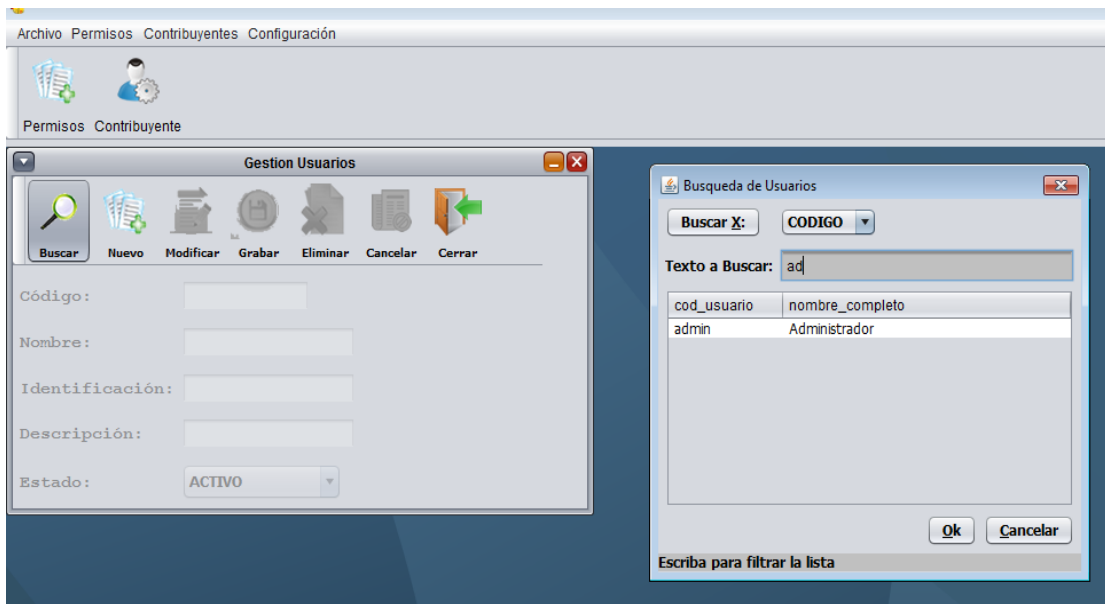 Archivo Permisos Contribuyentes Configuración
Permisos Contribuyente
Gestion Usuarios
Buscar Nuevo Modificar Grabar Eliminar Cancelar Cerrar
Código:
Nombre:
Identificación:
Descripción:
Estado: ACTIVO
Busqueda de Usuarios
Buscar X: CODIGO
Texto a Buscar: ad
cod_usuario nombre_completo
admin Administrador
Ok Cancelar
Escriba para filtrar la lista